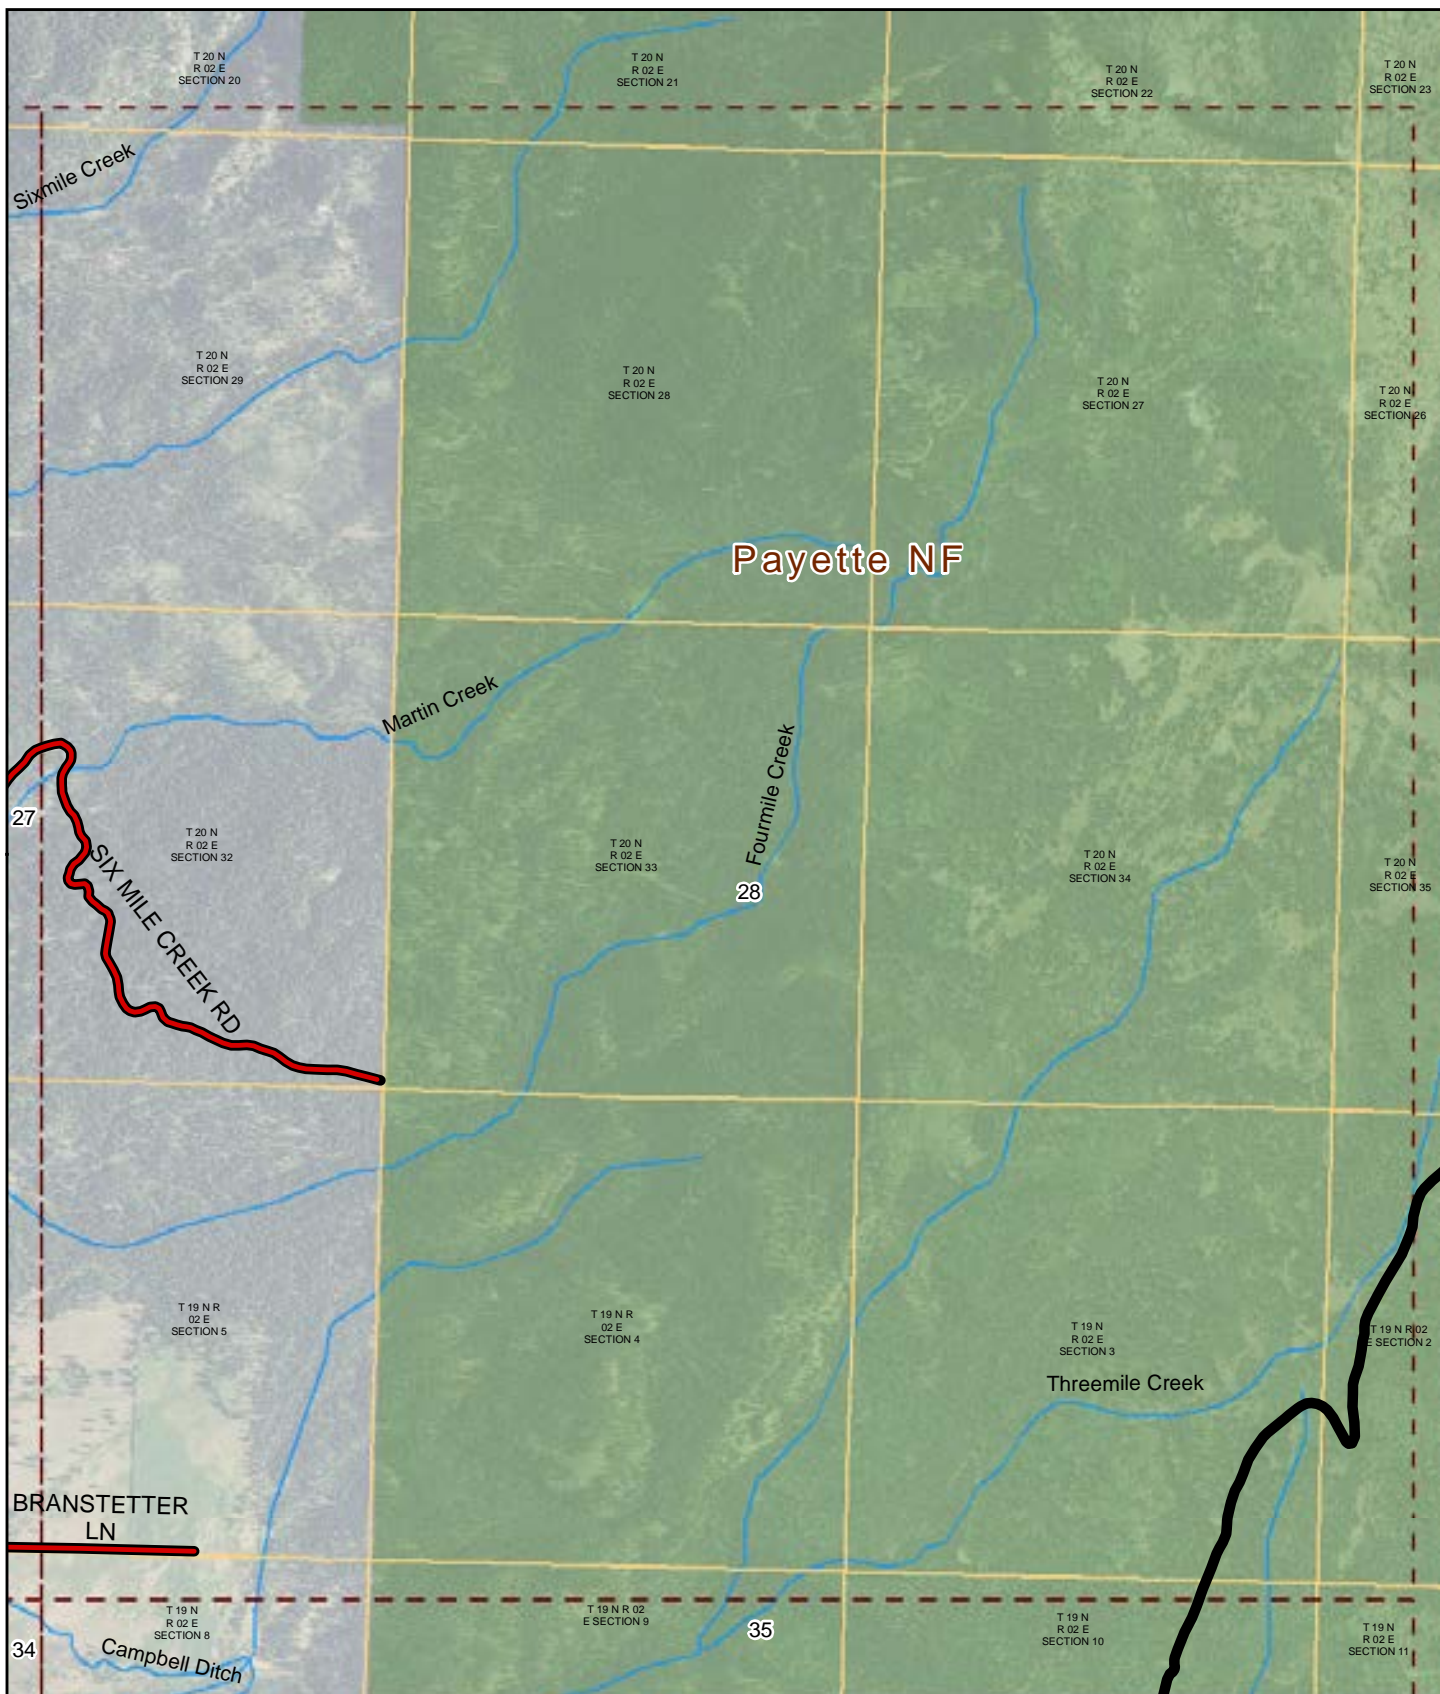 T 20 N
R 02 E
SECTION 20
T 20 N
R 02 E
SECTION 21
T 20 N
R 02 E
SECTION 22
T 20 N
R 02 E
SECTION 23
Sixmile Creek
T 20 N
R 02 E
SECTION 29
T 20 N
R 02 E
SECTION 28
T 20 N
R 02 E
SECTION 27
T 20 N
R 02 E
SECTION 26
Payette NF
Martin Creek
Fourmile Creek
27
T 20 N
R 02 E
SECTION 32
SIX MILE CREEK RD
T 20 N
R 02 E
SECTION 33
28
T 20 N
R 02 E
SECTION 34
T 20 N
R 02 E
SECTION 35
T 19 N R
02 E
SECTION 5
T 19 N R
02 E
SECTION 4
T 19 N
R 02 E
SECTION 3
T 19 N R 02
E SECTION 2
Threemile Creek
BRANSTETTER
LN
T 19 N
R 02 E
SECTION 8
T 19 N R 02
E SECTION 9
35
T 19 N
R 02 E
SECTION 10
T 19 N
R 02 E
SECTION 11
34
Campbell Ditch